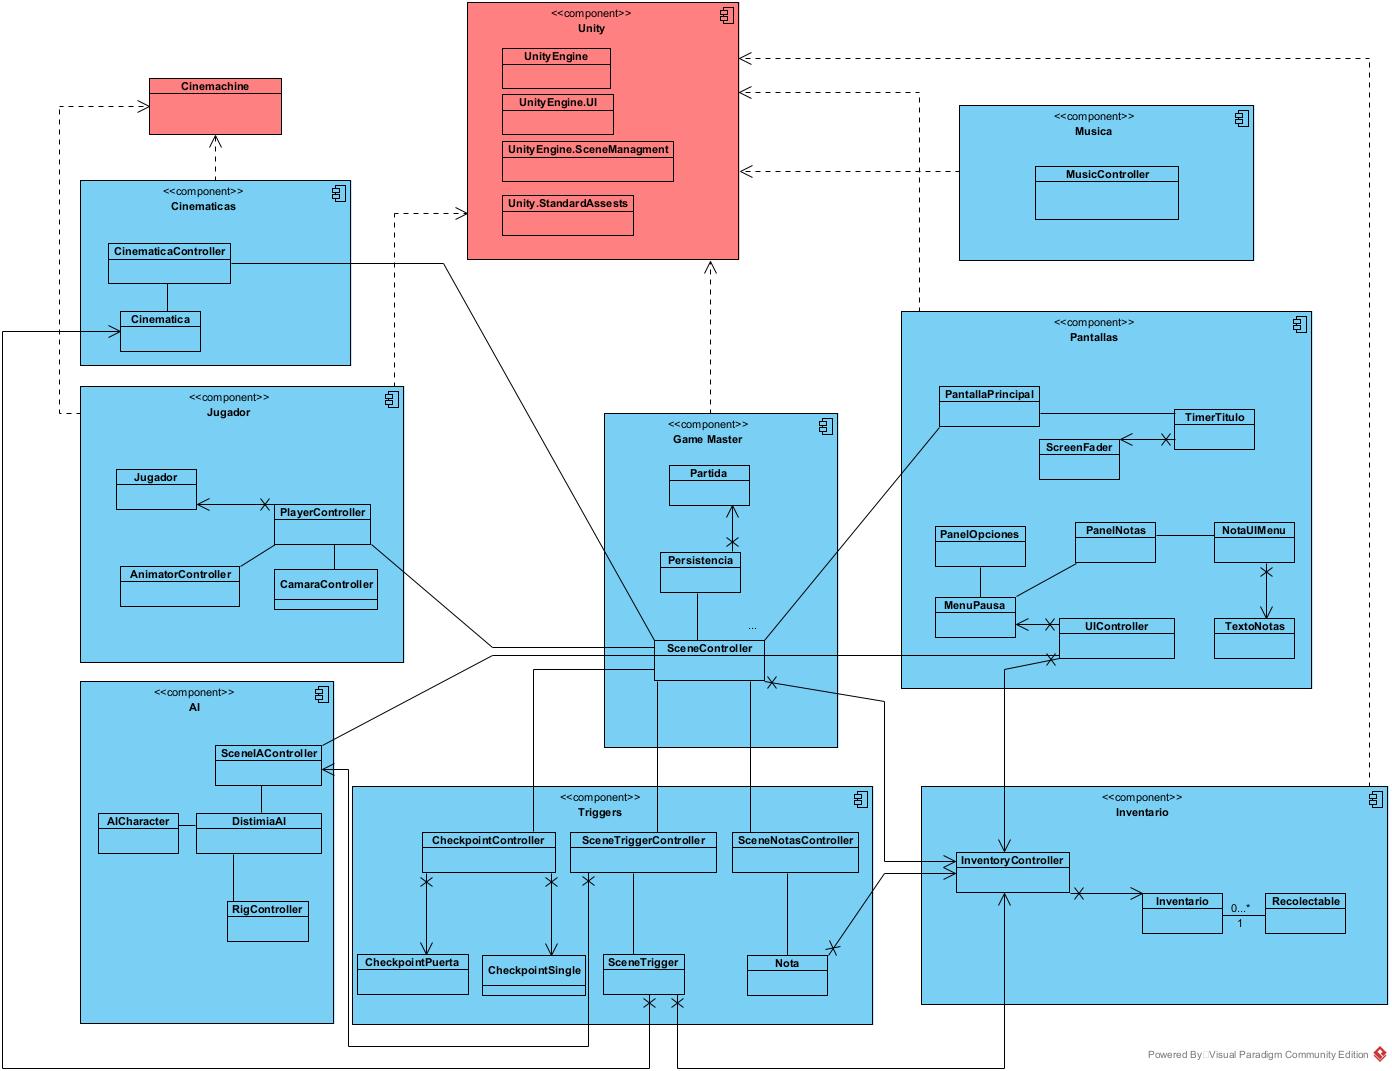 <<component>>
Unity
UnityEngine
UnityEngine.UI
UnityEngine.SceneManagment
Unity.StandardAssests
Cinemachine
<<component>>
Musica
MusicController
<<component>>
Cinematicas
CinematicaController
Cinematica
<<component>>
Pantallas
PantallaPrincipal
TimerTitulo
ScreenFader
PanelOpciones
PanelNotas
NotaUIMenu
MenuPausa
UIController
TextoNotas
<<component>>
Jugador
Jugador
PlayerController
AnimatorController
CamaraController
<<component>>
Game Master
Partida
Persistencia
...
SceneController
<<component>>
AI
SceneIAController
AICharacter
DistimiaAI
RigController
<<component>>
Triggers
CheckpointController
SceneTriggerController
SceneNotasController
CheckpointPuerta
CheckpointSingle
SceneTrigger
Nota
<<component>>
Inventario
InventoryController
Inventario
0...*
1
Recolectable
Powered By Visual Paradigm Community Edition